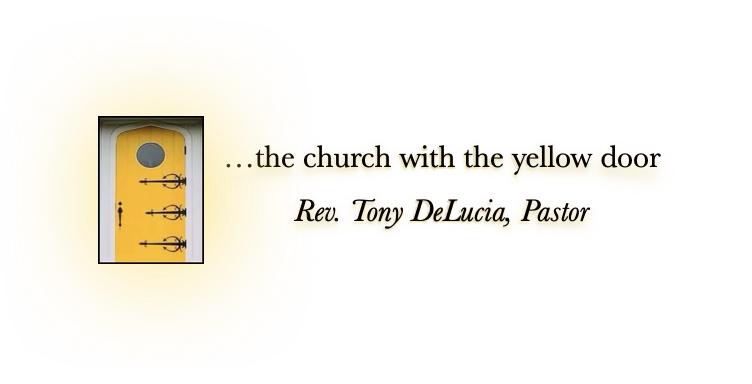 …the church with the yellow door
Rev. Tony DeLucia, Pastor